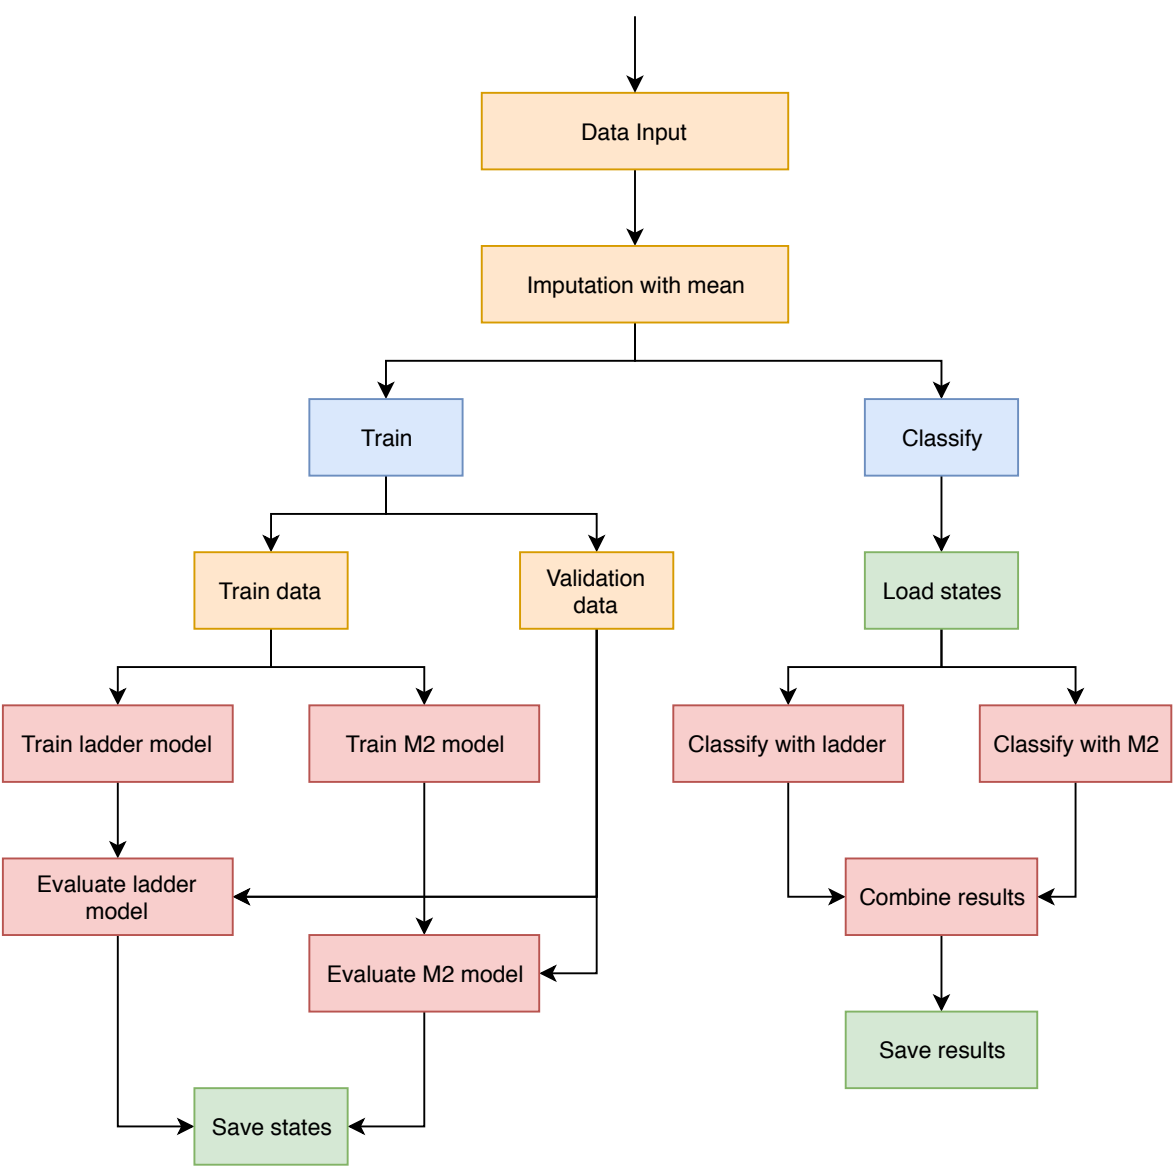 Data Input
Imputation with mean
Train
Classify
Train data
Validation
data
Load states
Train ladder model
Train M2 model
Classify with ladder
Classify with M2
Evaluate ladder
model
Combine results
Evaluate M2 model
Save results
Save states